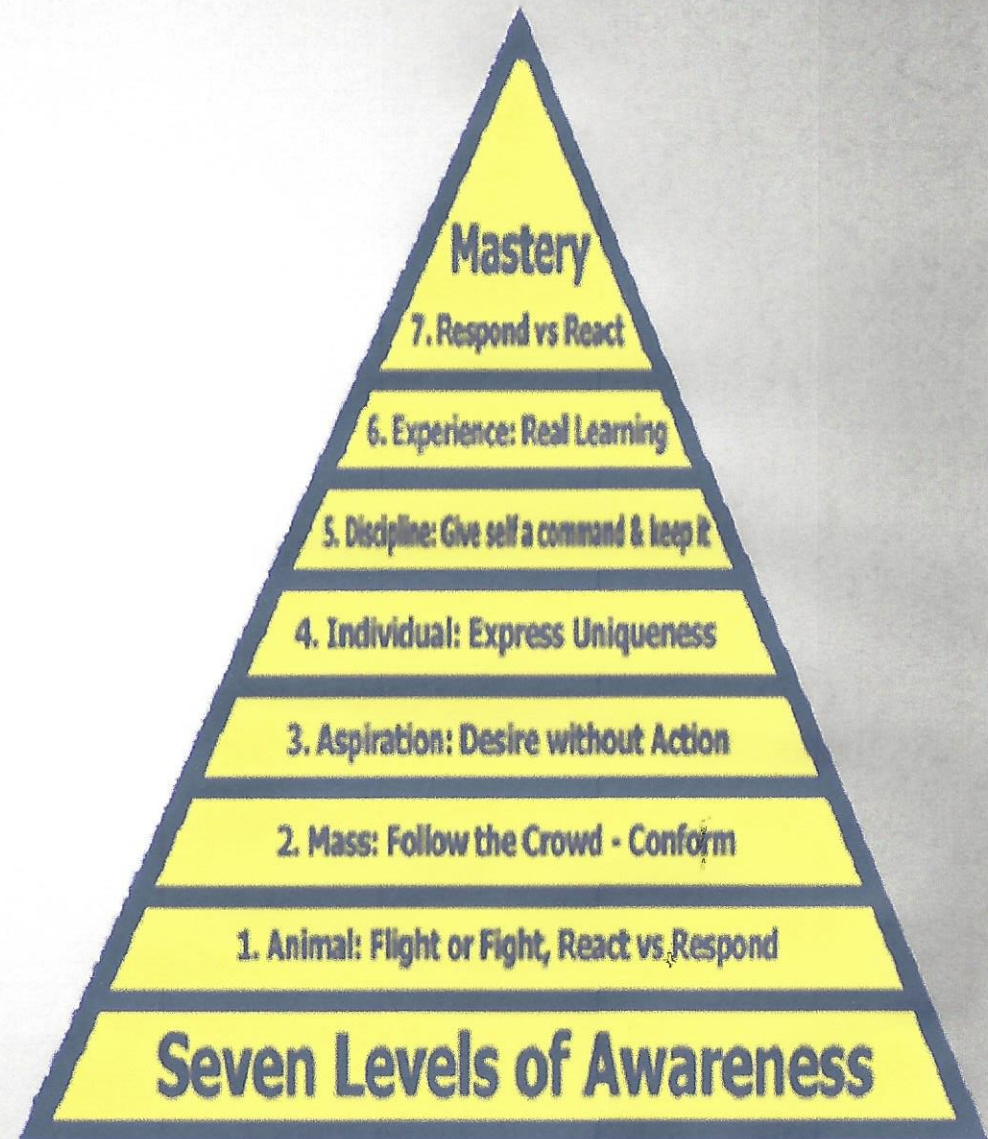 Mastery
7. Respond vs React
6. Experience: Real Learning
5. Discipline: Give self a command & keep it
4. Individual: Express Uniqueness
3. Aspiration: Desire without Action
2. Mass: Follow the Crowd - Conform
1. Animal: Flight or Fight, React vs Respond
Seven Levels of Awareness